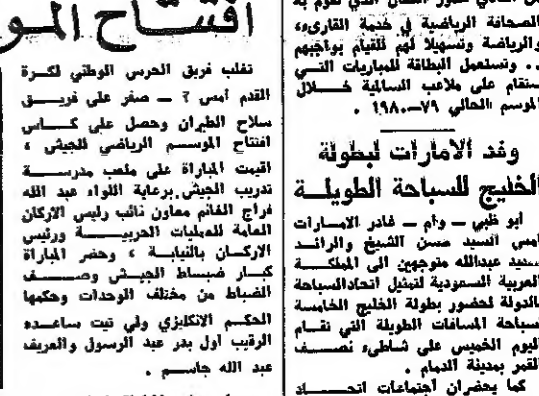 الصحافة الرياضية في خدمة القارىء،
والرياضة وتسهيلا لهم للقيام بواجبهم
. . وتستعمل البطاقة للمباريات التي
ستقام على ملاعب السالمية خلال
الموسم الحالي ٧٩–١٩٨٠ .
وفد الامارات لبطولة
الخليج للسباحة الطويلة
ابو ظبي — وام — غادر الامارات
امس السيد حسن الشيخ والرائد
سعيد عبدالله متوجهين الى المملكة
العربية السعودية لتمثيل اتحادالسباحة
بالدولة لحضور بطولة الخليج الخامسة
لسباحة المسافات الطويلة التي تقام
اليوم الخميس على شاطىء نصف
القمر بمدينة الدمام .
كما يحضران اجتماعات اتحاد
افتتاح
تغلب فريق الحرس الوطني لكرة
القدم امس ٢ — صفر على فريق
سلاح الطيران وحصل على كاس
افتتاح الموسم الرياضي للجيش ،
اقيمت المباراة على ملعب مدرسة
تدريب الجيش برعاية اللواء عبد الله
فراج الغانم معاون نائب رئيس الاركان
العامة للعمليات الحربية ورئيس
الاركان بالنيابة ، وحضر المباراة
كبار ضباط الجيش وصف
الضباط من مختلف الوحدات وحكمها
الحكم الانكليزي ولي تيت ساعده
الرقيب اول بدر عبد الرسول والعريف
عبد الله جاسم .